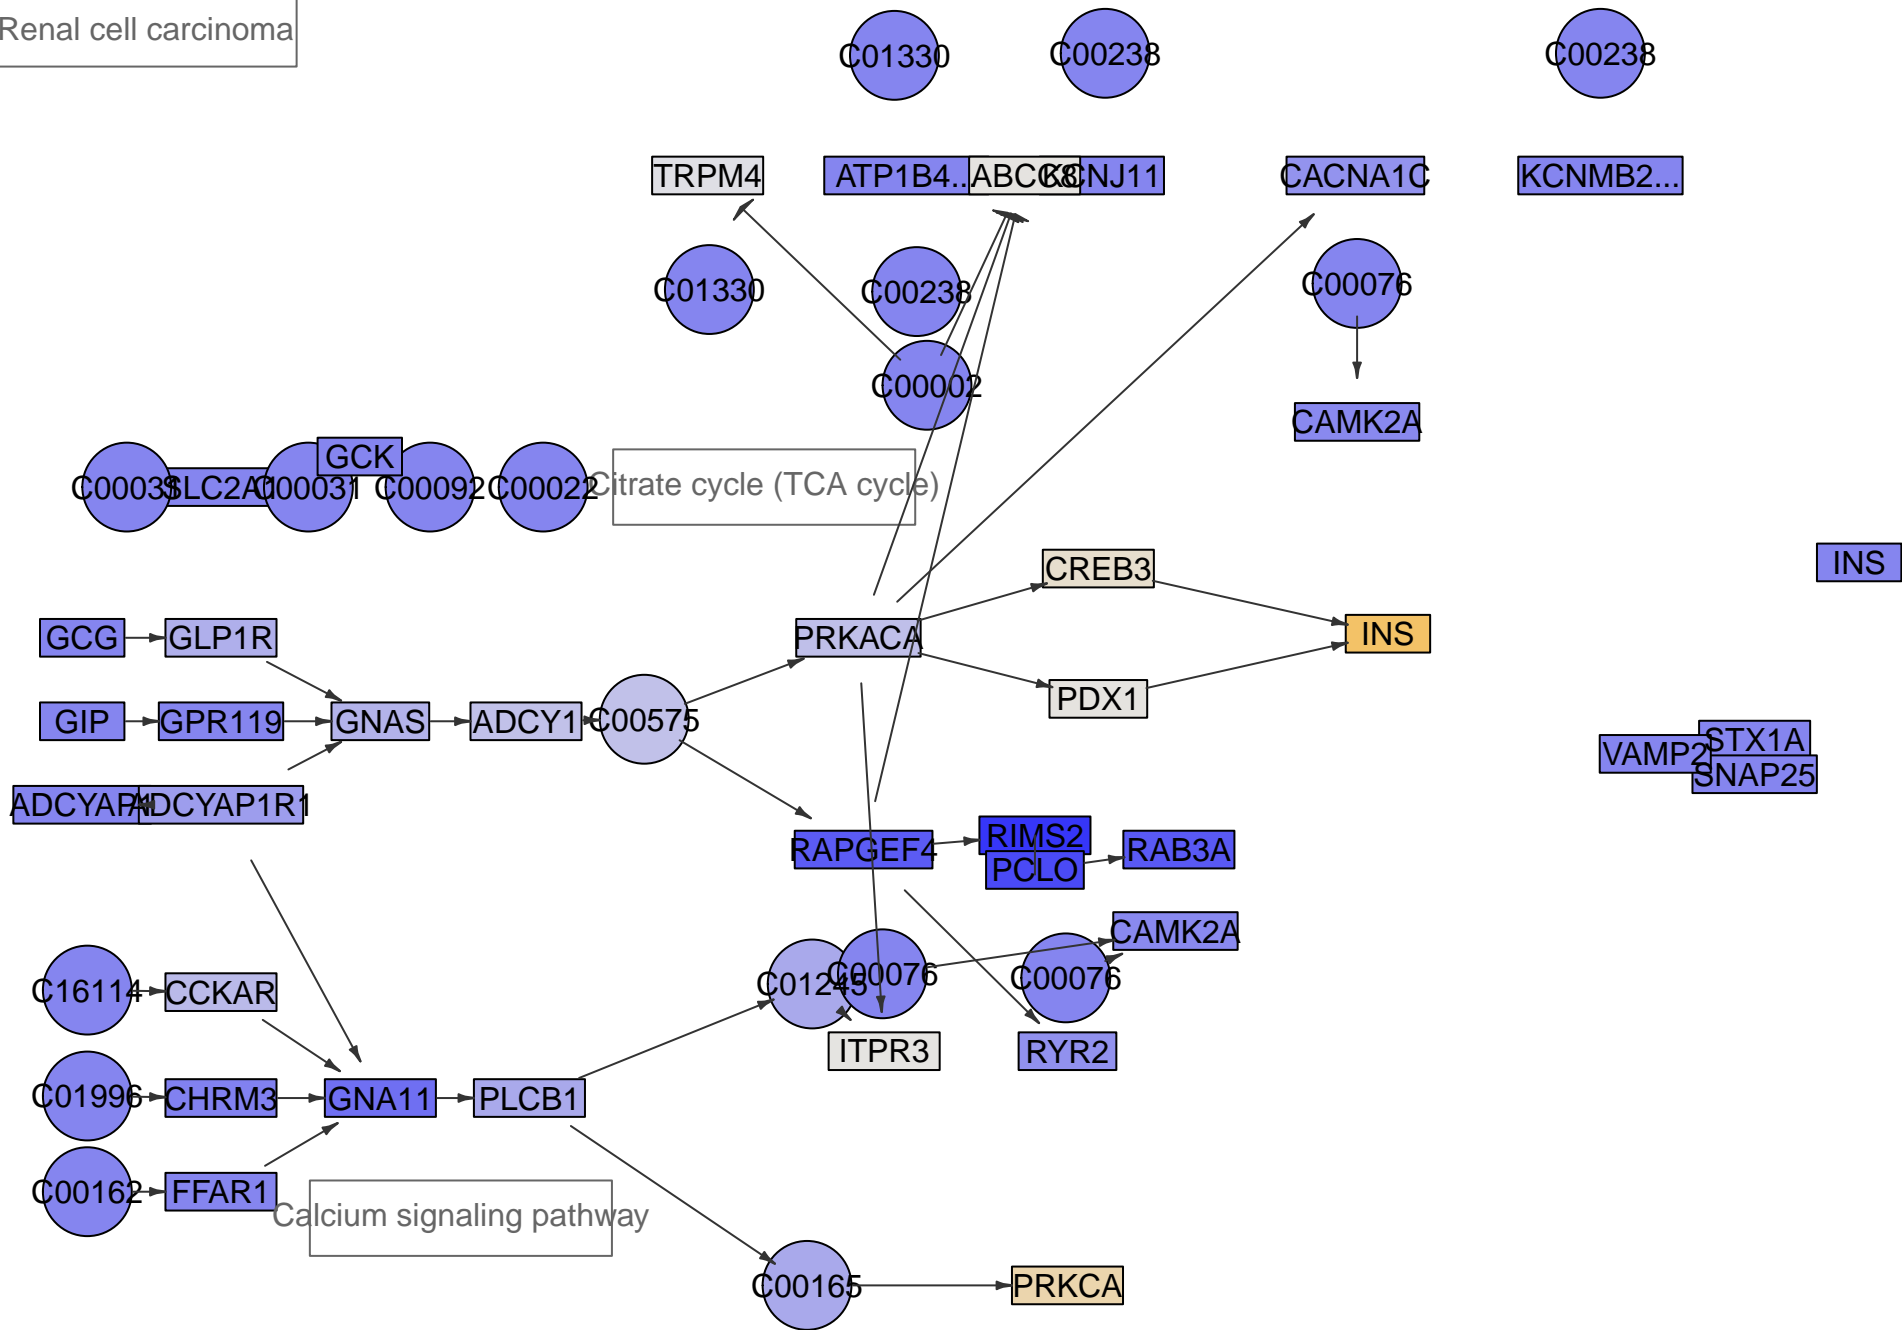 Renal cell carcinoma
C01330
C00238
C00238
TRPM4
ATP1B4...
ABCC8
KCNJ11
CACNA1C
KCNMB2...
C01330
C00238
C00076
C00002
CAMK2A
GCK
C00031
SLC2A1
C00031
C00092
C00022
Citrate cycle (TCA cycle)
CREB3
INS
GCG
GLP1R
PRKACA
INS
PDX1
GIP
GPR119
GNAS
ADCY1
C00575
STX1A
VAMP2
SNAP25
ADCYAP1
ADCYAP1R1
RAPGEF4
RIMS2
PCLO
RAB3A
CAMK2A
C16114
CCKAR
C01245
C00076
C00076
ITPR3
RYR2
C01996
CHRM3
GNA11
PLCB1
C00162
FFAR1
Calcium signaling pathway
C00165
PRKCA